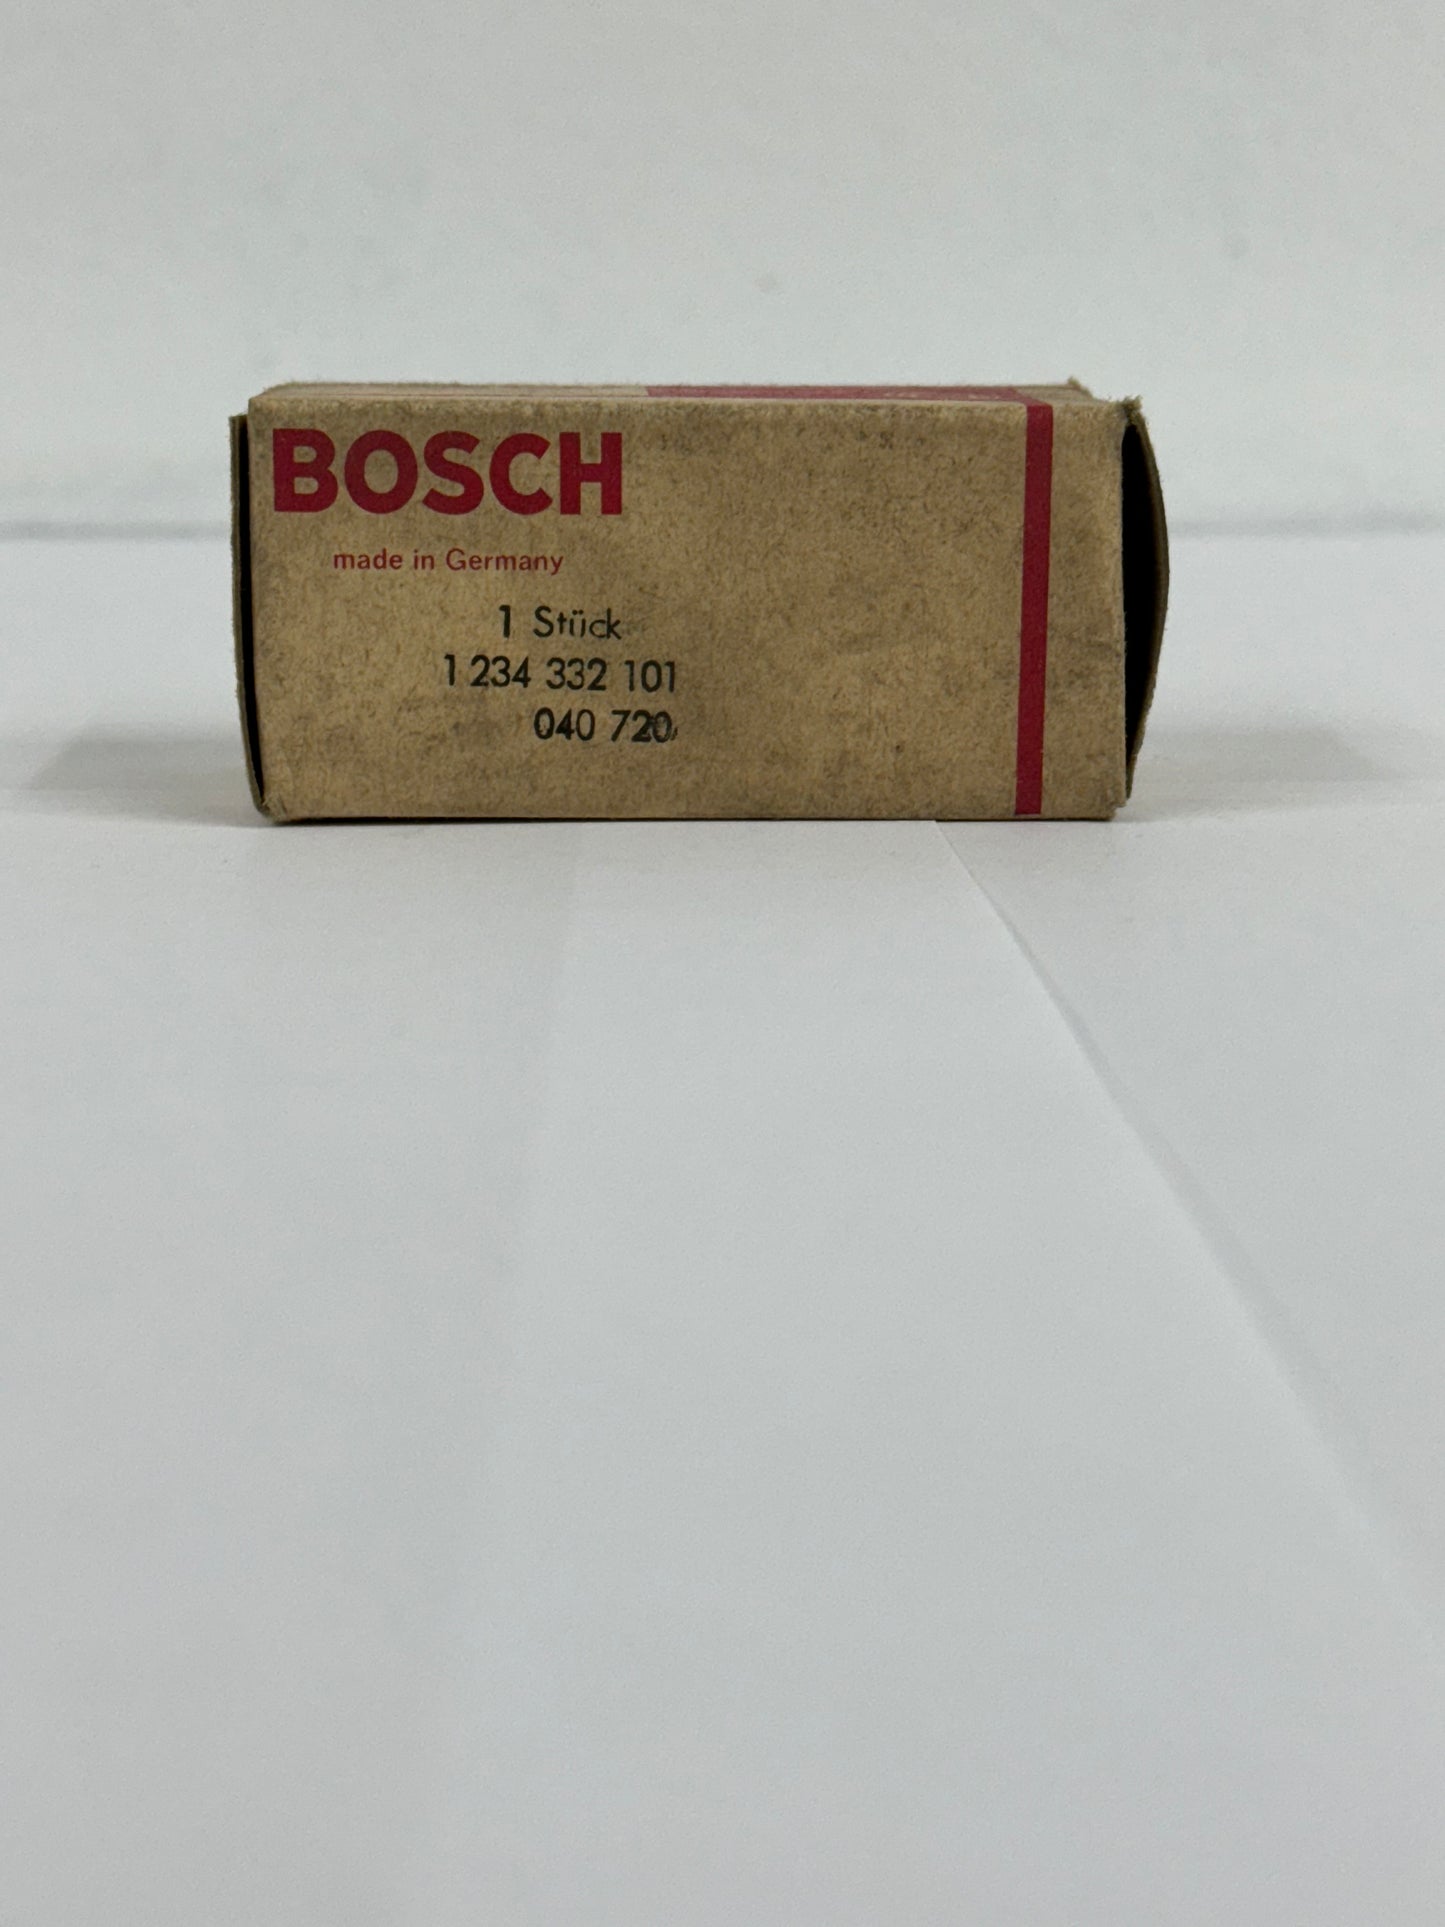 BOSCH
made in Germany
1 Stück
1 234 332 101
040 720